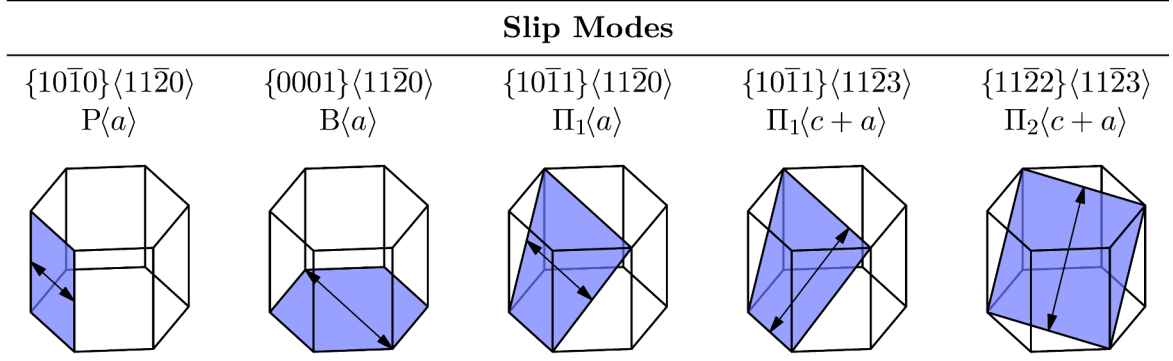 Slip Modes
{101̅0}⟨112̅0⟩ {0001}⟨112̅0⟩ {101̅1}⟨112̅0⟩ {101̅1}⟨112̅3⟩ {112̅2}⟨112̅3⟩
P⟨a⟩ B⟨a⟩ Π₁⟨a⟩ Π₁⟨c + a⟩ Π₂⟨c + a⟩